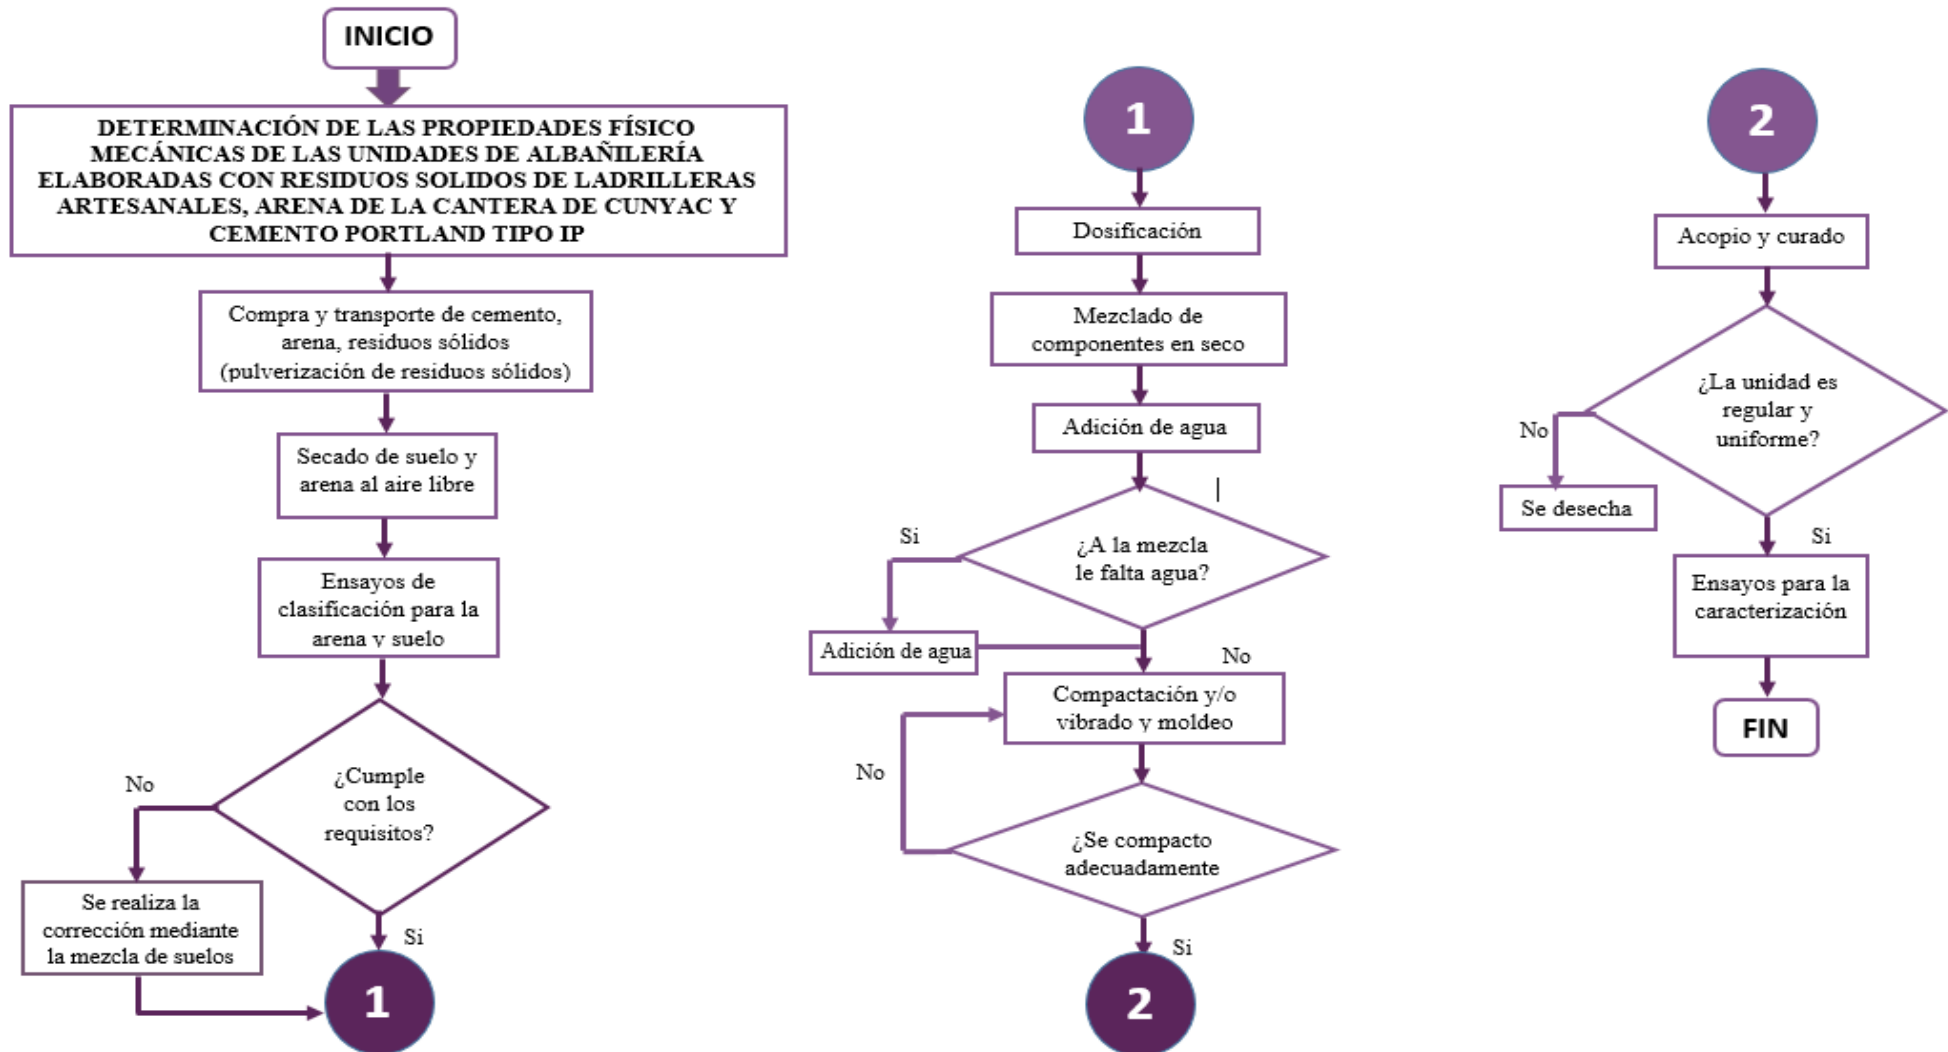 INICIO
DETERMINACIÓN DE LAS PROPIEDADES FÍSICO
MECÁNICAS DE LAS UNIDADES DE ALBAÑILERÍA
ELABORADAS CON RESIDUOS SOLIDOS DE LADRILLERAS
ARTESANALES, ARENA DE LA CANTERA DE CUNYAC Y
CEMENTO PORTLAND TIPO IP
Compra y transporte de cemento,
arena, residuos sólidos
(pulverización de residuos sólidos)
Secado de suelo y
arena al aire libre
Ensayos de
clasificación para la
arena y suelo
¿Cumple
con los
requisitos?
No
Se realiza la
corrección mediante
la mezcla de suelos
Si
1
1
Dosificación
Mezclado de
componentes en seco
Adición de agua
¿A la mezcla
le falta agua?
Si
Adición de agua
No
Compactación y/o
vibrado y moldeo
No
¿Se compacto
adecuadamente
Si
2
2
Acopio y curado
¿La unidad es
regular y
uniforme?
No
Se desecha
Si
Ensayos para la
caracterización
FIN